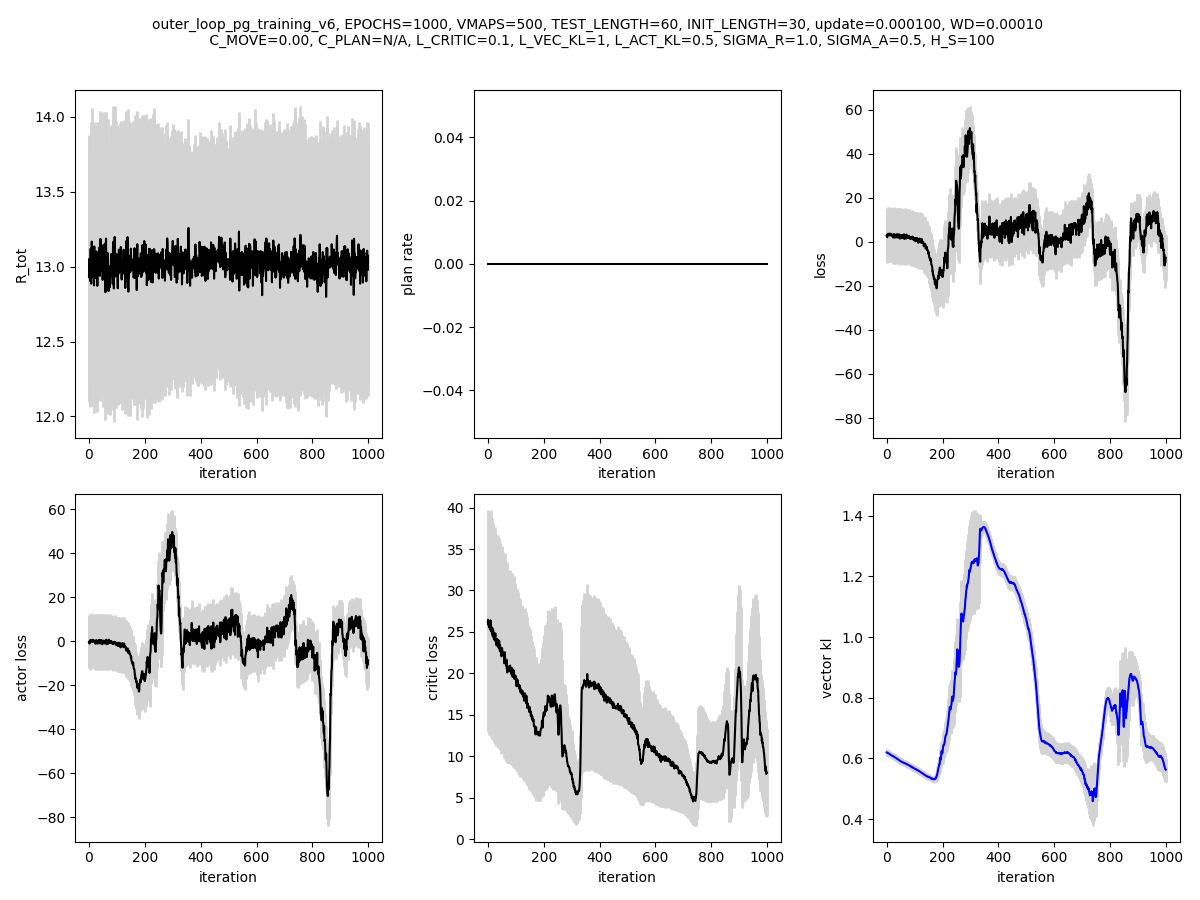 outer_loop_pg_training_v6, EPOCHS=1000, VMAPS=500, TEST_LENGTH=60, INIT_LENGTH=30, update=0.000100, WD=0.00010
C_MOVE=0.00, C_PLAN=N/A, L_CRITIC=0.1, L_VEC_KL=1, L_ACT_KL=0.5, SIGMA_R=1.0, SIGMA_A=0.5, H_S=100
R_tot
14.0
13.5
13.0
12.5
12.0
0 200 400 600 800 1000
iteration
plan rate
0.04
0.02
0.00
−0.02
−0.04
0 200 400 600 800 1000
iteration
loss
60
40
20
0
−20
−40
−60
−80
0 200 400 600 800 1000
iteration
actor loss
60
40
20
0
−20
−40
−60
−80
0 200 400 600 800 1000
iteration
critic loss
40
35
30
25
20
15
10
5
0
0 200 400 600 800 1000
iteration
vector kl
1.4
1.2
1.0
0.8
0.6
0.4
0 200 400 600 800 1000
iteration